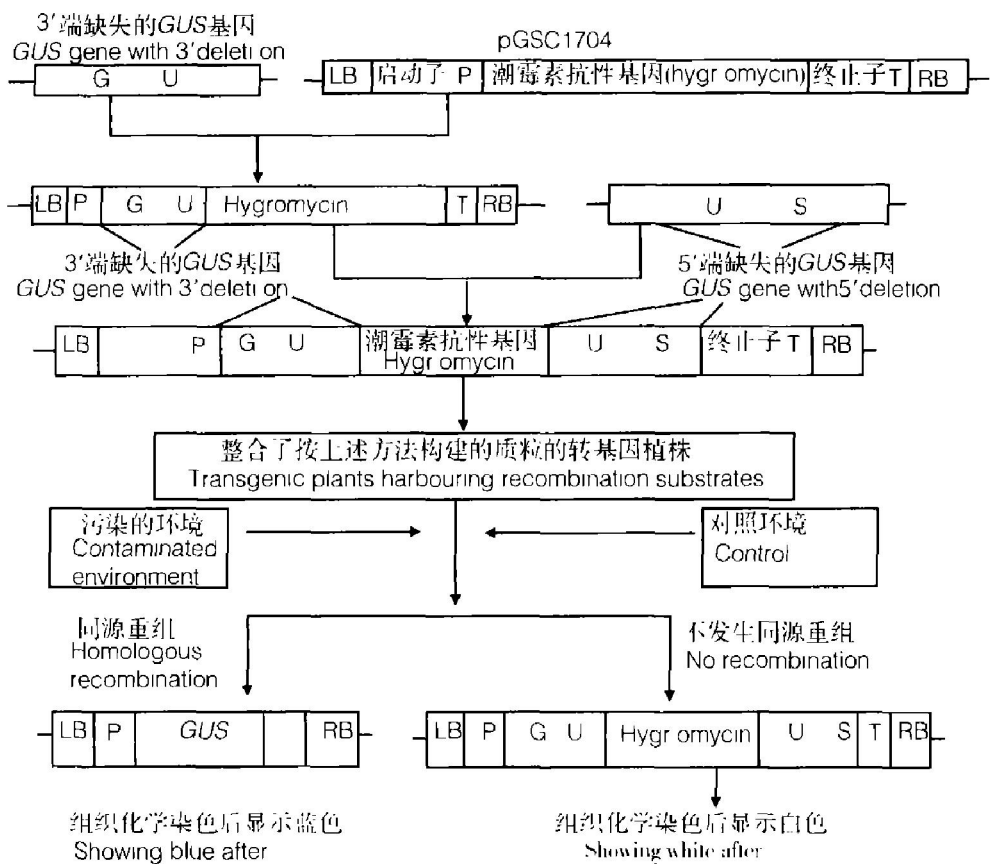 3′端缺失的GUS基因
GUS gene with 3′deleti on
G U
pGSC1704
LB 启动子 P 潮霉素抗性基因(hygr omycin) 终止子 T RB
LB P G U Hygromycin T RB
U S
3′端缺失的GUS基因
GUS gene with 3′deleti on
5′端缺失的GUS基因
GUS gene with5′deletion
LB P G U 潮霉素抗性基因 U S 终止子 T RB
Hygr omycin
整合了按上述方法构建的质粒的转基因植株
Transgenic plants harbouring recombination substrates
污染的环境
Contaminated
environment
对照环境
Control
同源重组
Homologous
recombination
不发生同源重组
No recombination
LB P GUS RB
LB P G U Hygr omycin U S T RB
组织化学染色后显示蓝色
Showing blue after
组织化学染色后显示白色
Showing white after